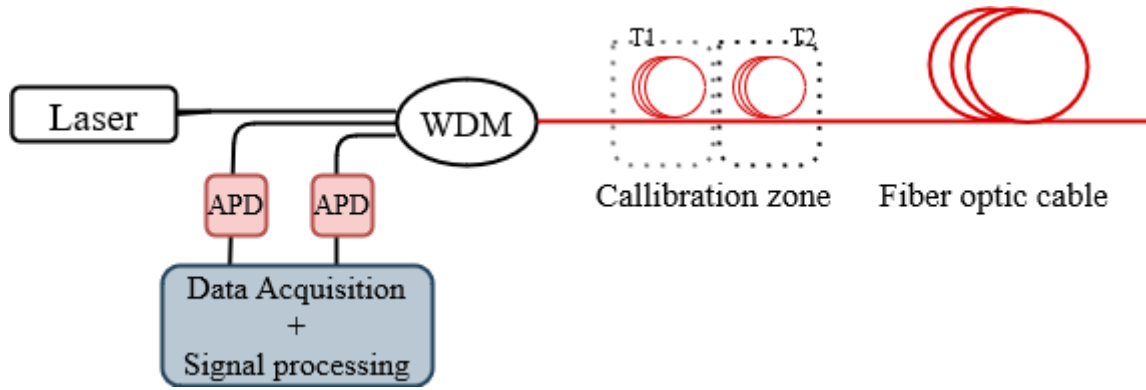 T1
T2
Laser
WDM
APD
APD
Callibration zone
Fiber optic cable
Data Acquisition
+
Signal processing